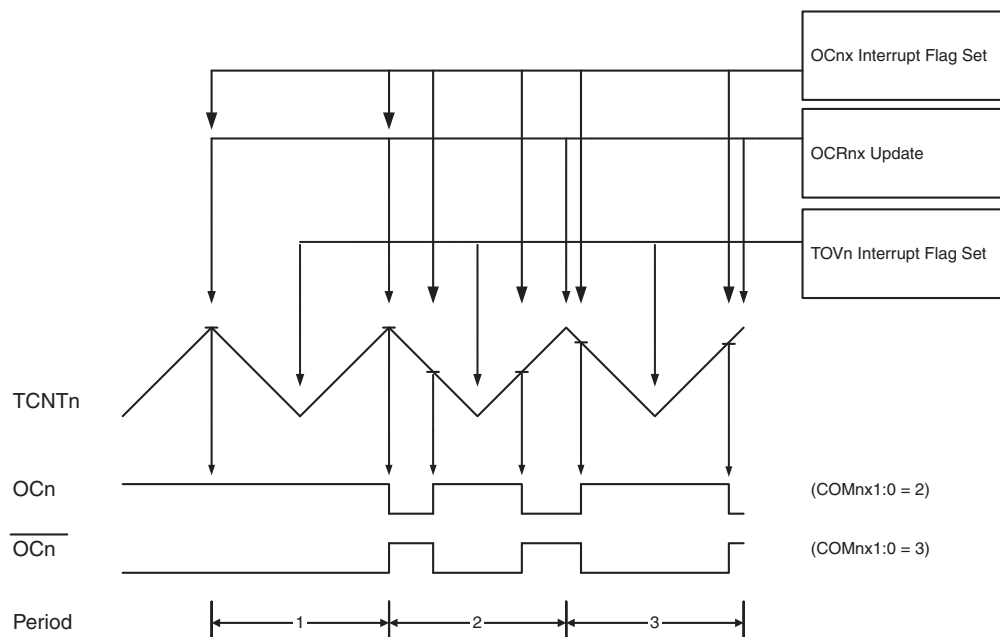 OCnx Interrupt Flag Set
OCRnx Update
TOVn Interrupt Flag Set
TCNTn
OCn
(COMnx1:0 = 2)
OCn
(COMnx1:0 = 3)
Period
1
2
3